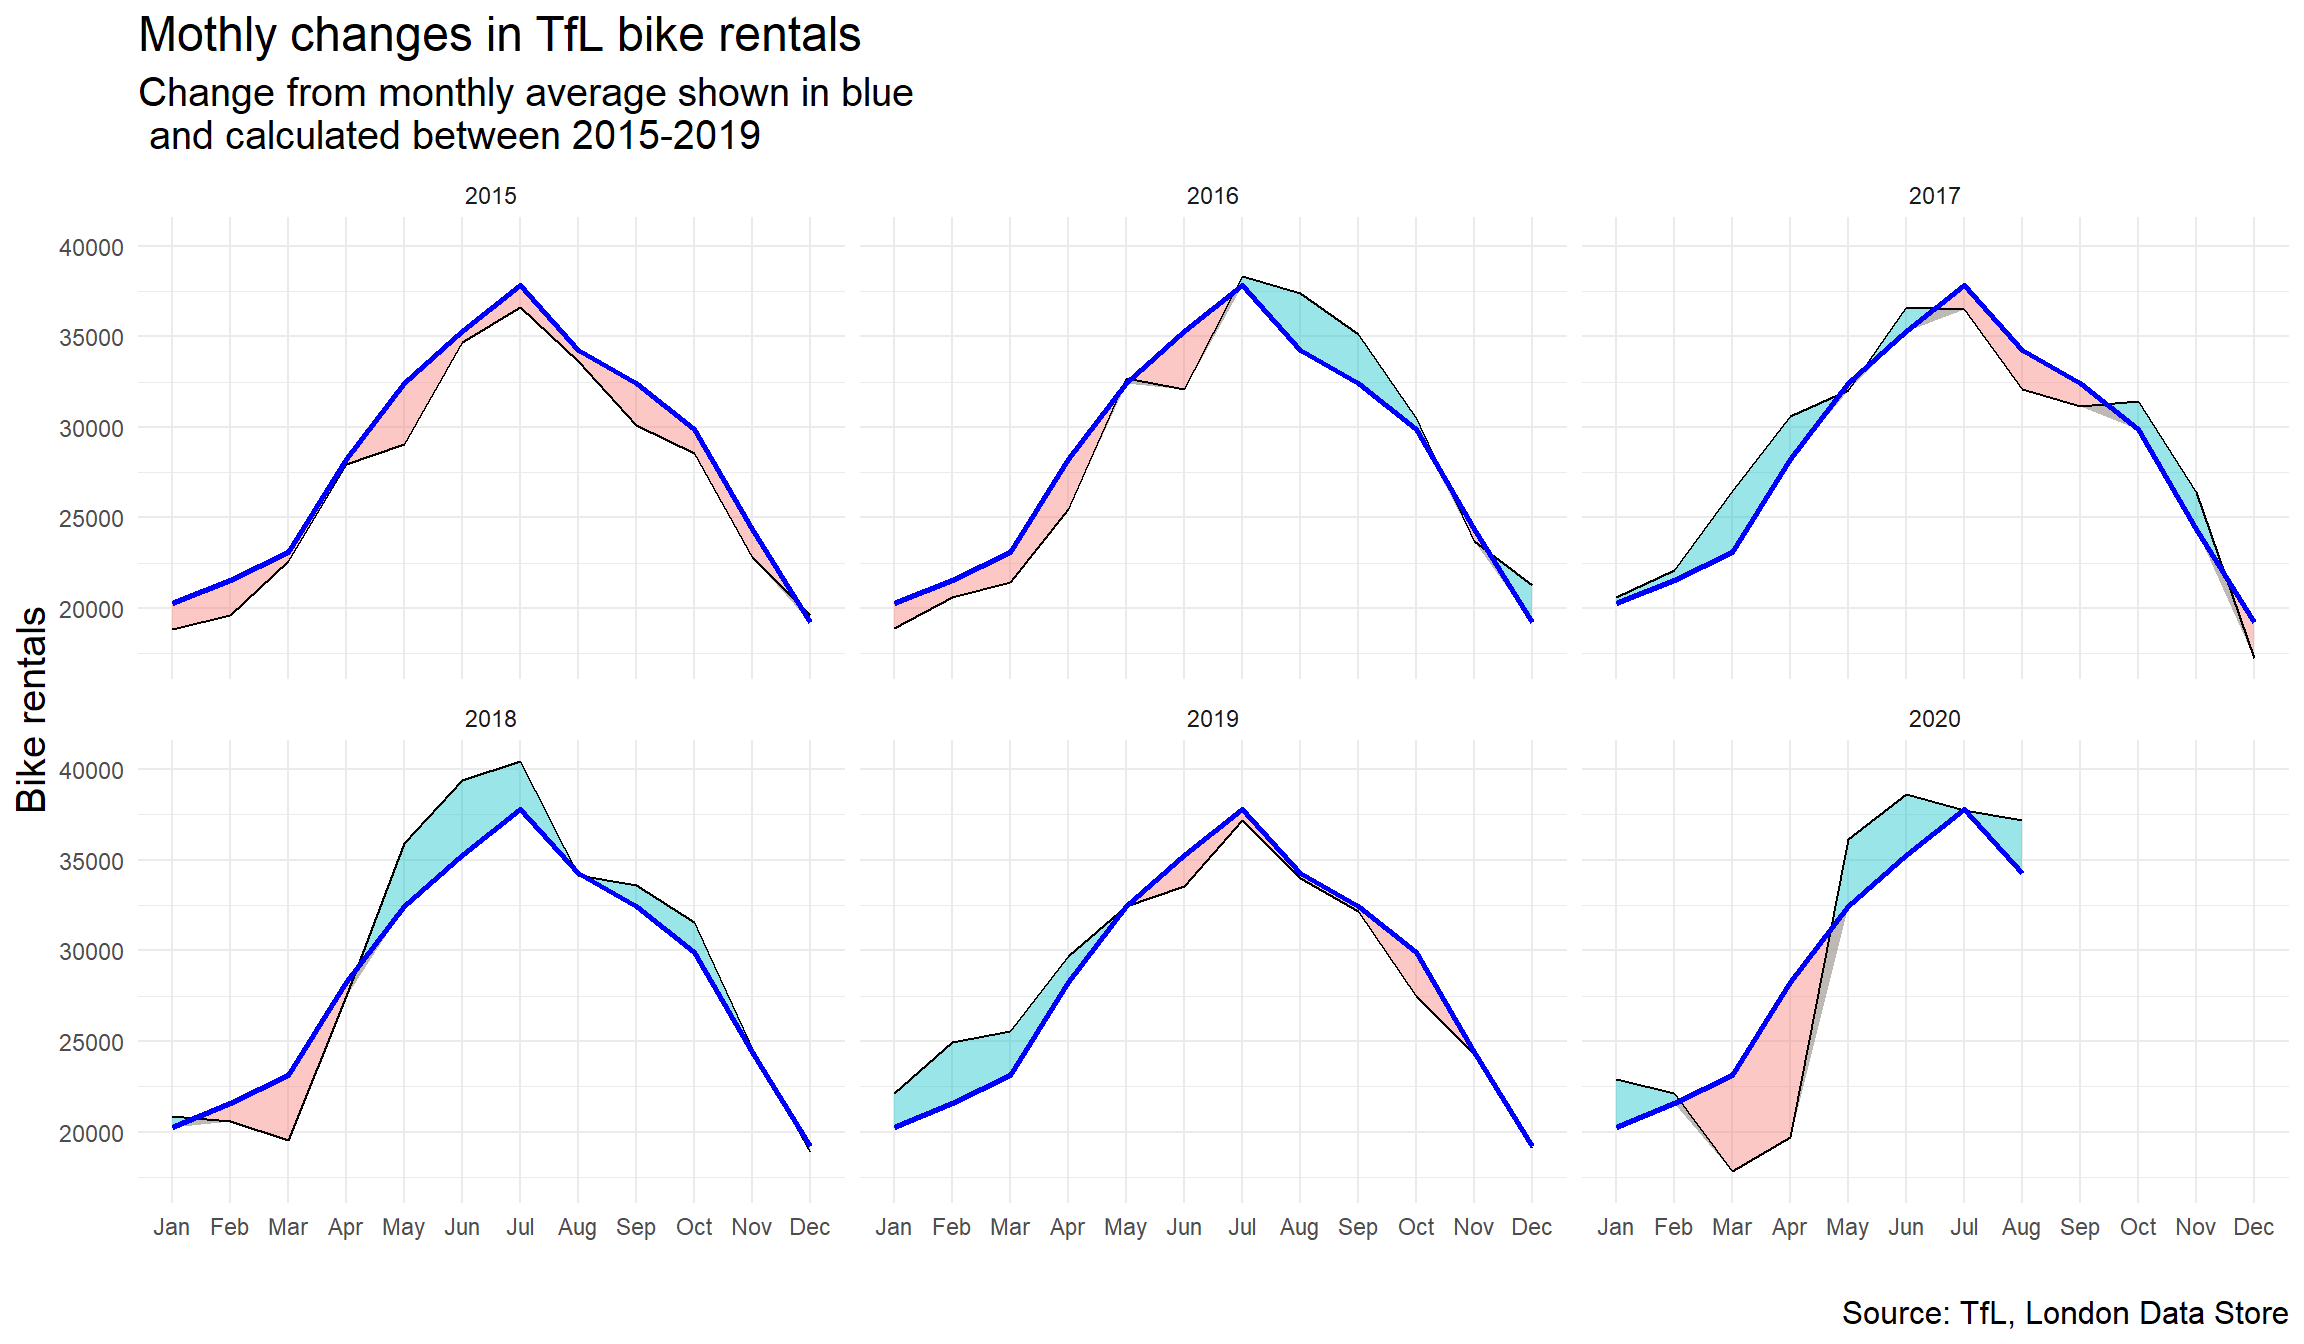 Mothly changes in TfL bike rentals
Change from monthly average shown in blue
and calculated between 2015-2019
2015 2016 2017
40000
35000
30000
25000
20000
Bike rentals
2018 2019 2020
40000
35000
30000
25000
20000
Jan Feb Mar Apr May Jun Jul Aug Sep Oct Nov Dec Jan Feb Mar Apr May Jun Jul Aug Sep Oct Nov Dec Jan Feb Mar Apr May Jun Jul Aug Sep Oct Nov Dec
Source: TfL, London Data Store